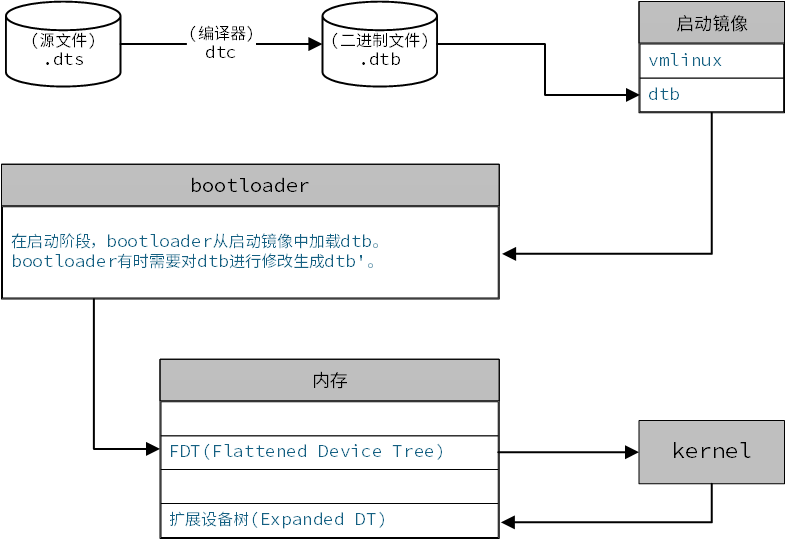 (源文件)
.dts
(编译器)
dtc
(二进制文件)
.dtb
启动镜像
vmlinux
dtb
bootloader
在启动阶段，bootloader从启动镜像中加载dtb。
bootloader有时需要对dtb进行修改生成dtb'。
内存
FDT(Flattened Device Tree)
kernel
扩展设备树(Expanded DT)